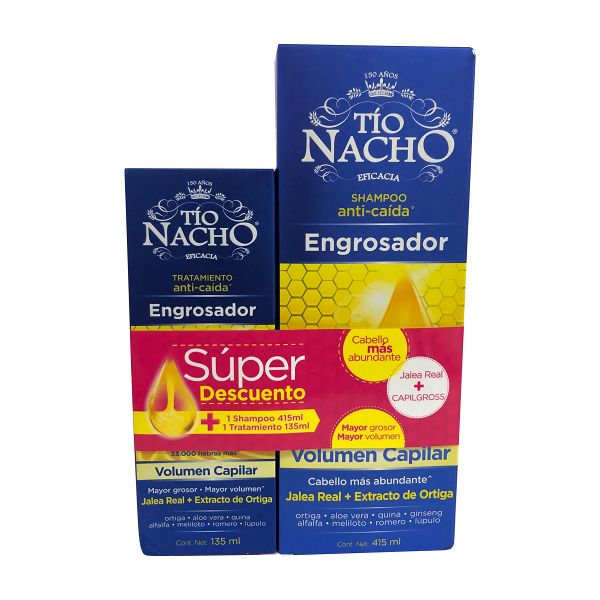 150 AÑOS
TÍO
NACHO®
EFICACIA
TRATAMIENTO
anti-caída°
Engrosador
33.000 hebras más^
Volumen Capilar
Mayor grosor • Mayor volumen^
Jalea Real + Extracto de Ortiga
ortiga • aloe vera • quina
alfalfa • meliloto • romero • lúpulo
Cont. Net: 135 ml
150 AÑOS
TÍO
NACHO®
EFICACIA
SHAMPOO
anti-caída°
Engrosador
Volumen Capilar
Cabello más abundante^
Jalea Real + Extracto de Ortiga
ortiga • aloe vera • quina • ginseng
alfalfa • meliloto • romero • lúpulo
Cont. Net: 415 ml
Súper
Descuento
+
1 Shampoo 415ml
1 Tratamiento 135ml
Cabello
más
abundante
Jalea Real
+
CAPILGROSS
Mayor grosor
Mayor volumen